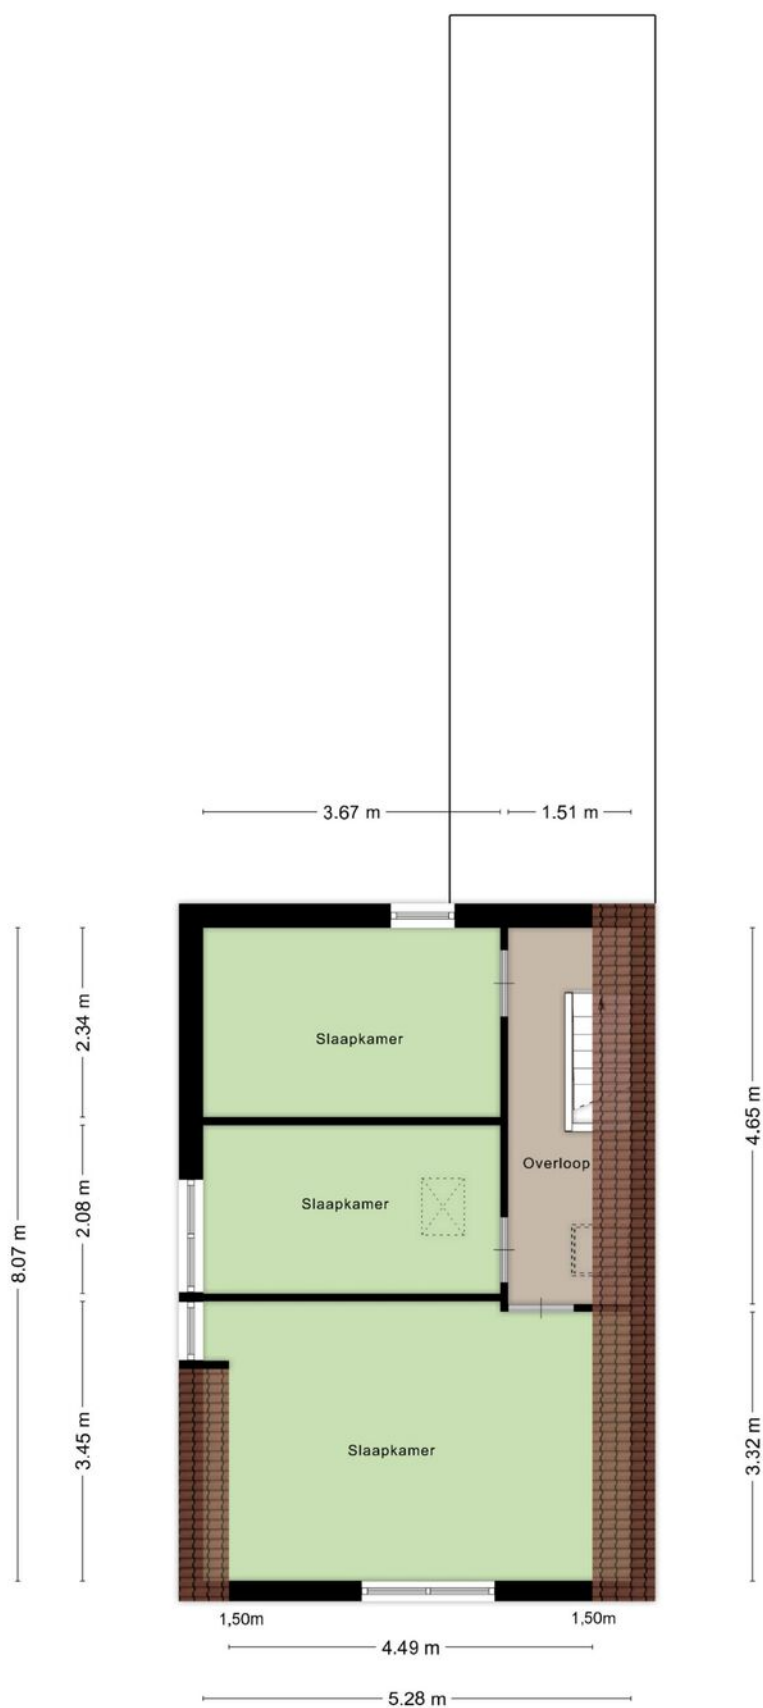 3.67 m
1.51 m
2.34 m
Slaapkamer
4.65 m
Overloop
2.08 m
Slaapkamer
8.07 m
3.45 m
Slaapkamer
3.32 m
1,50m
1,50m
4.49 m
5.28 m